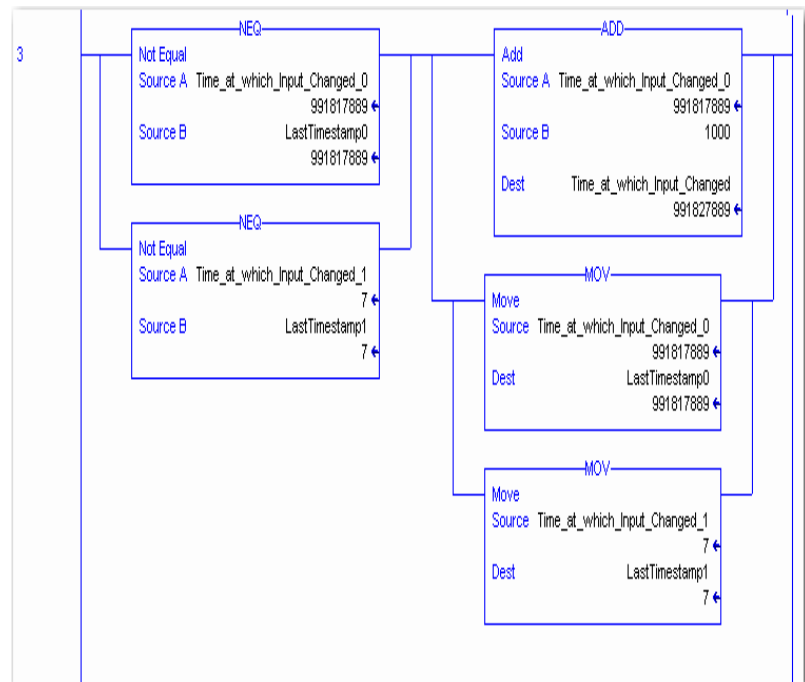 3
NEQ
Not Equal
Source A Time_at_which_Input_Changed_0
991817889
Source B LastTimestamp0
991817889
NEQ
Not Equal
Source A Time_at_which_Input_Changed_1
7
Source B LastTimestamp1
7
ADD
Add
Source A Time_at_which_Input_Changed_0
991817889
Source B 1000
Dest Time_at_which_Input_Changed
991827889
MOV
Move
Source Time_at_which_Input_Changed_0
991817889
Dest LastTimestamp0
991817889
MOV
Move
Source Time_at_which_Input_Changed_1
7
Dest LastTimestamp1
7